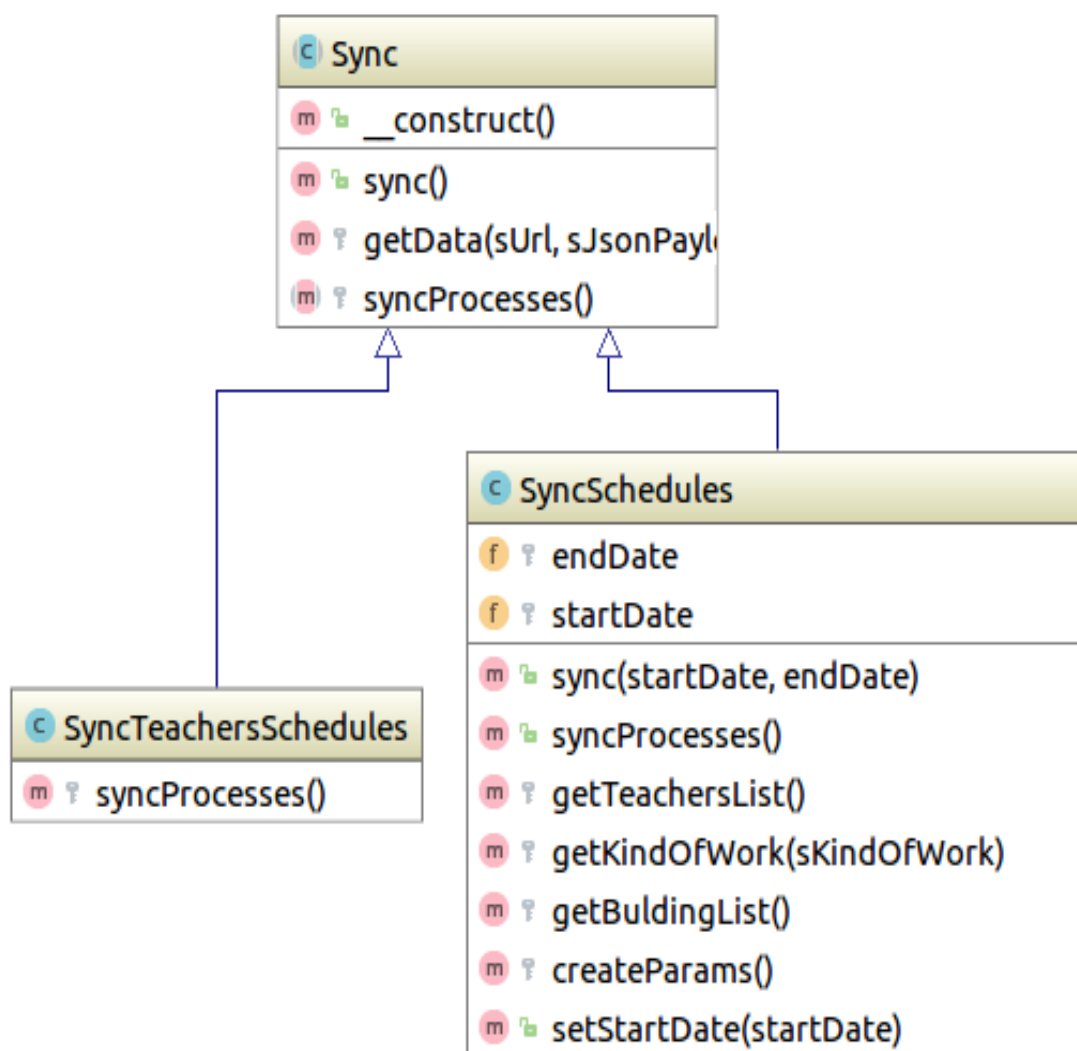 Sync
__construct()
sync()
getData(sUrl, sJsonPayl
syncProcesses()
SyncTeachersSchedules
syncProcesses()
SyncSchedules
endDate
startDate
sync(startDate, endDate)
syncProcesses()
getTeachersList()
getKindOfWork(sKindOfWork)
getBuldingList()
createParams()
setStartDate(startDate)